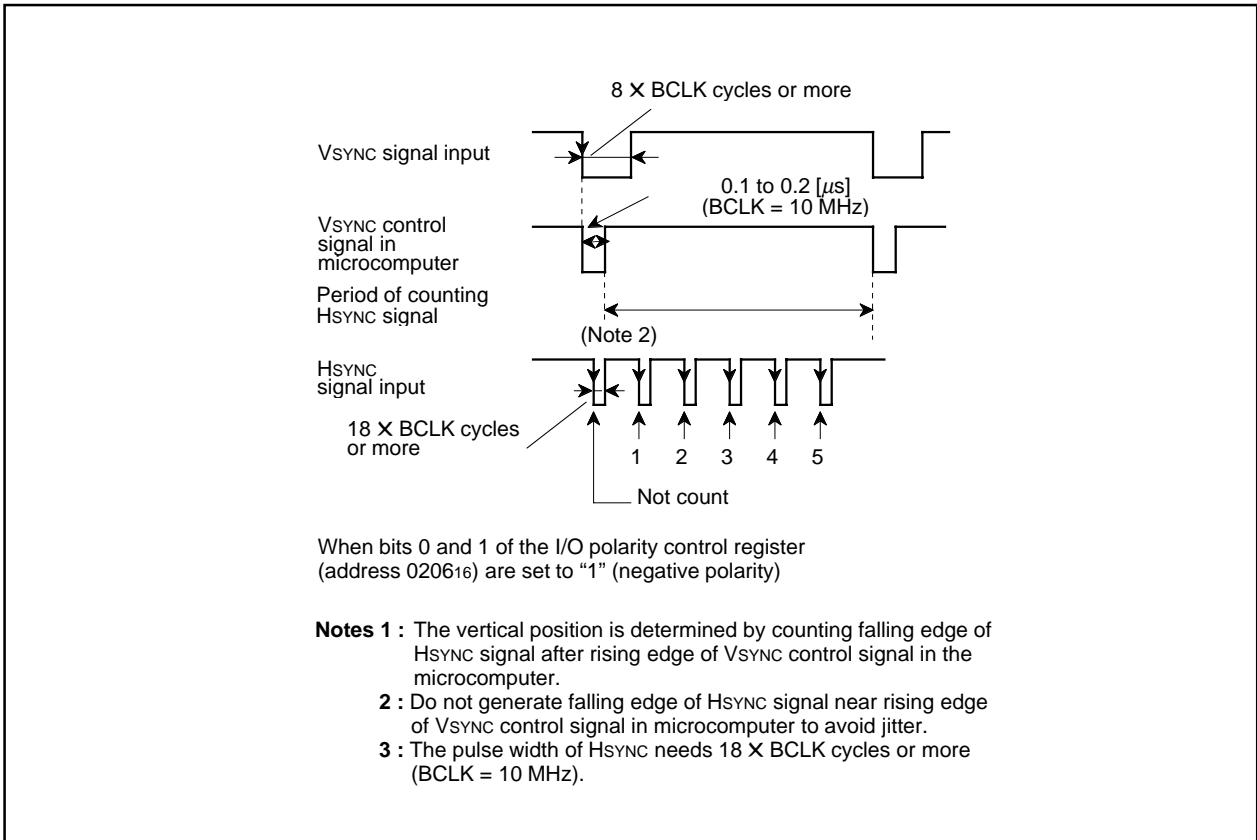 8 X BCLK cycles or more
VSYNC signal input
0.1 to 0.2 [μs]
(BCLK = 10 MHz)
VSYNC control
signal in
microcomputer
Period of counting
HSYNC signal
(Note 2)
HSYNC
signal input
18 X BCLK cycles
or more
1 2 3 4 5
Not count
When bits 0 and 1 of the I/O polarity control register
(address 020616) are set to “1” (negative polarity)
Notes 1 : The vertical position is determined by counting falling edge of
HSYNC signal after rising edge of VSYNC control signal in the
microcomputer.
2 : Do not generate falling edge of HSYNC signal near rising edge
of VSYNC control signal in microcomputer to avoid jitter.
3 : The pulse width of HSYNC needs 18 X BCLK cycles or more
(BCLK = 10 MHz).